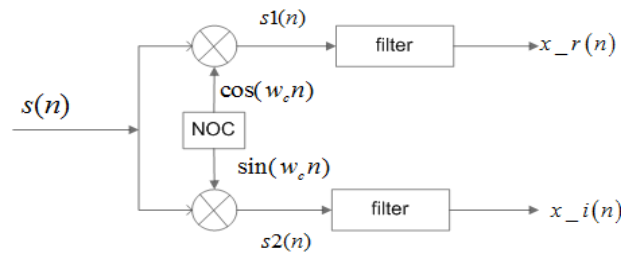 s1(n)
filter
x_r(n)
cos(w_c n)
s(n)
NOC
sin(w_c n)
filter
x_i(n)
s2(n)